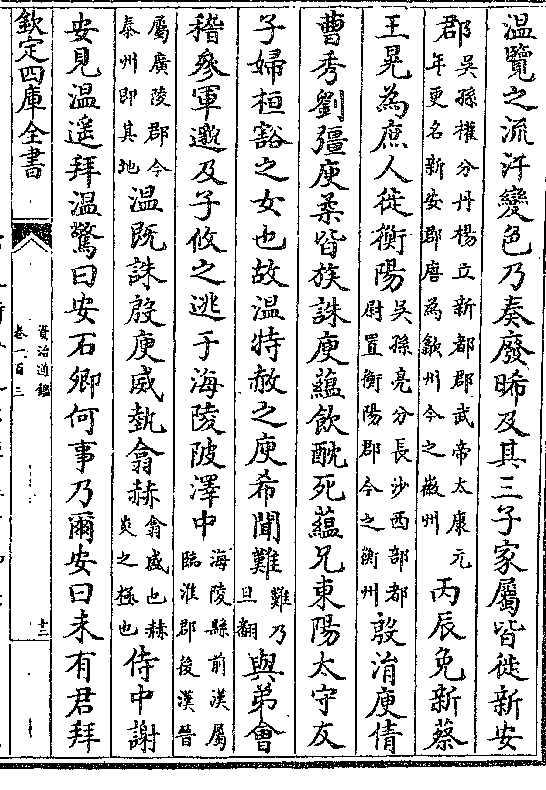 温覽之流汗變色乃奏廢晞及其三子家屬皆徙新安
郡吳孫權分丹楊立新都郡武帝太康元年更名新安郡唐為歙州今之徽州丙辰免新蔡
王晃為庶人徙衡陽吳孫亮分長沙西部都尉置衡陽郡今之衡州殷涓庾倩
曹秀劉彊庾柔皆族誅庾藴飲酖死藴兄東陽太守友
子婦桓豁之女也故温特赦之庾希聞難難乃旦翻與弟會
稽參軍邈及子攸之逃于海陵陂澤中海陵縣前漢屬臨淮郡後漢晉
屬廣陵郡今泰州即其地温既誅殷庾威埶翕赫翕盛也赫炎之極也侍中謝
安見温遥拜温驚曰安石卿何事乃爾安曰未有君拜
欽定四庫全書
資治通鑑
卷一百三
十三